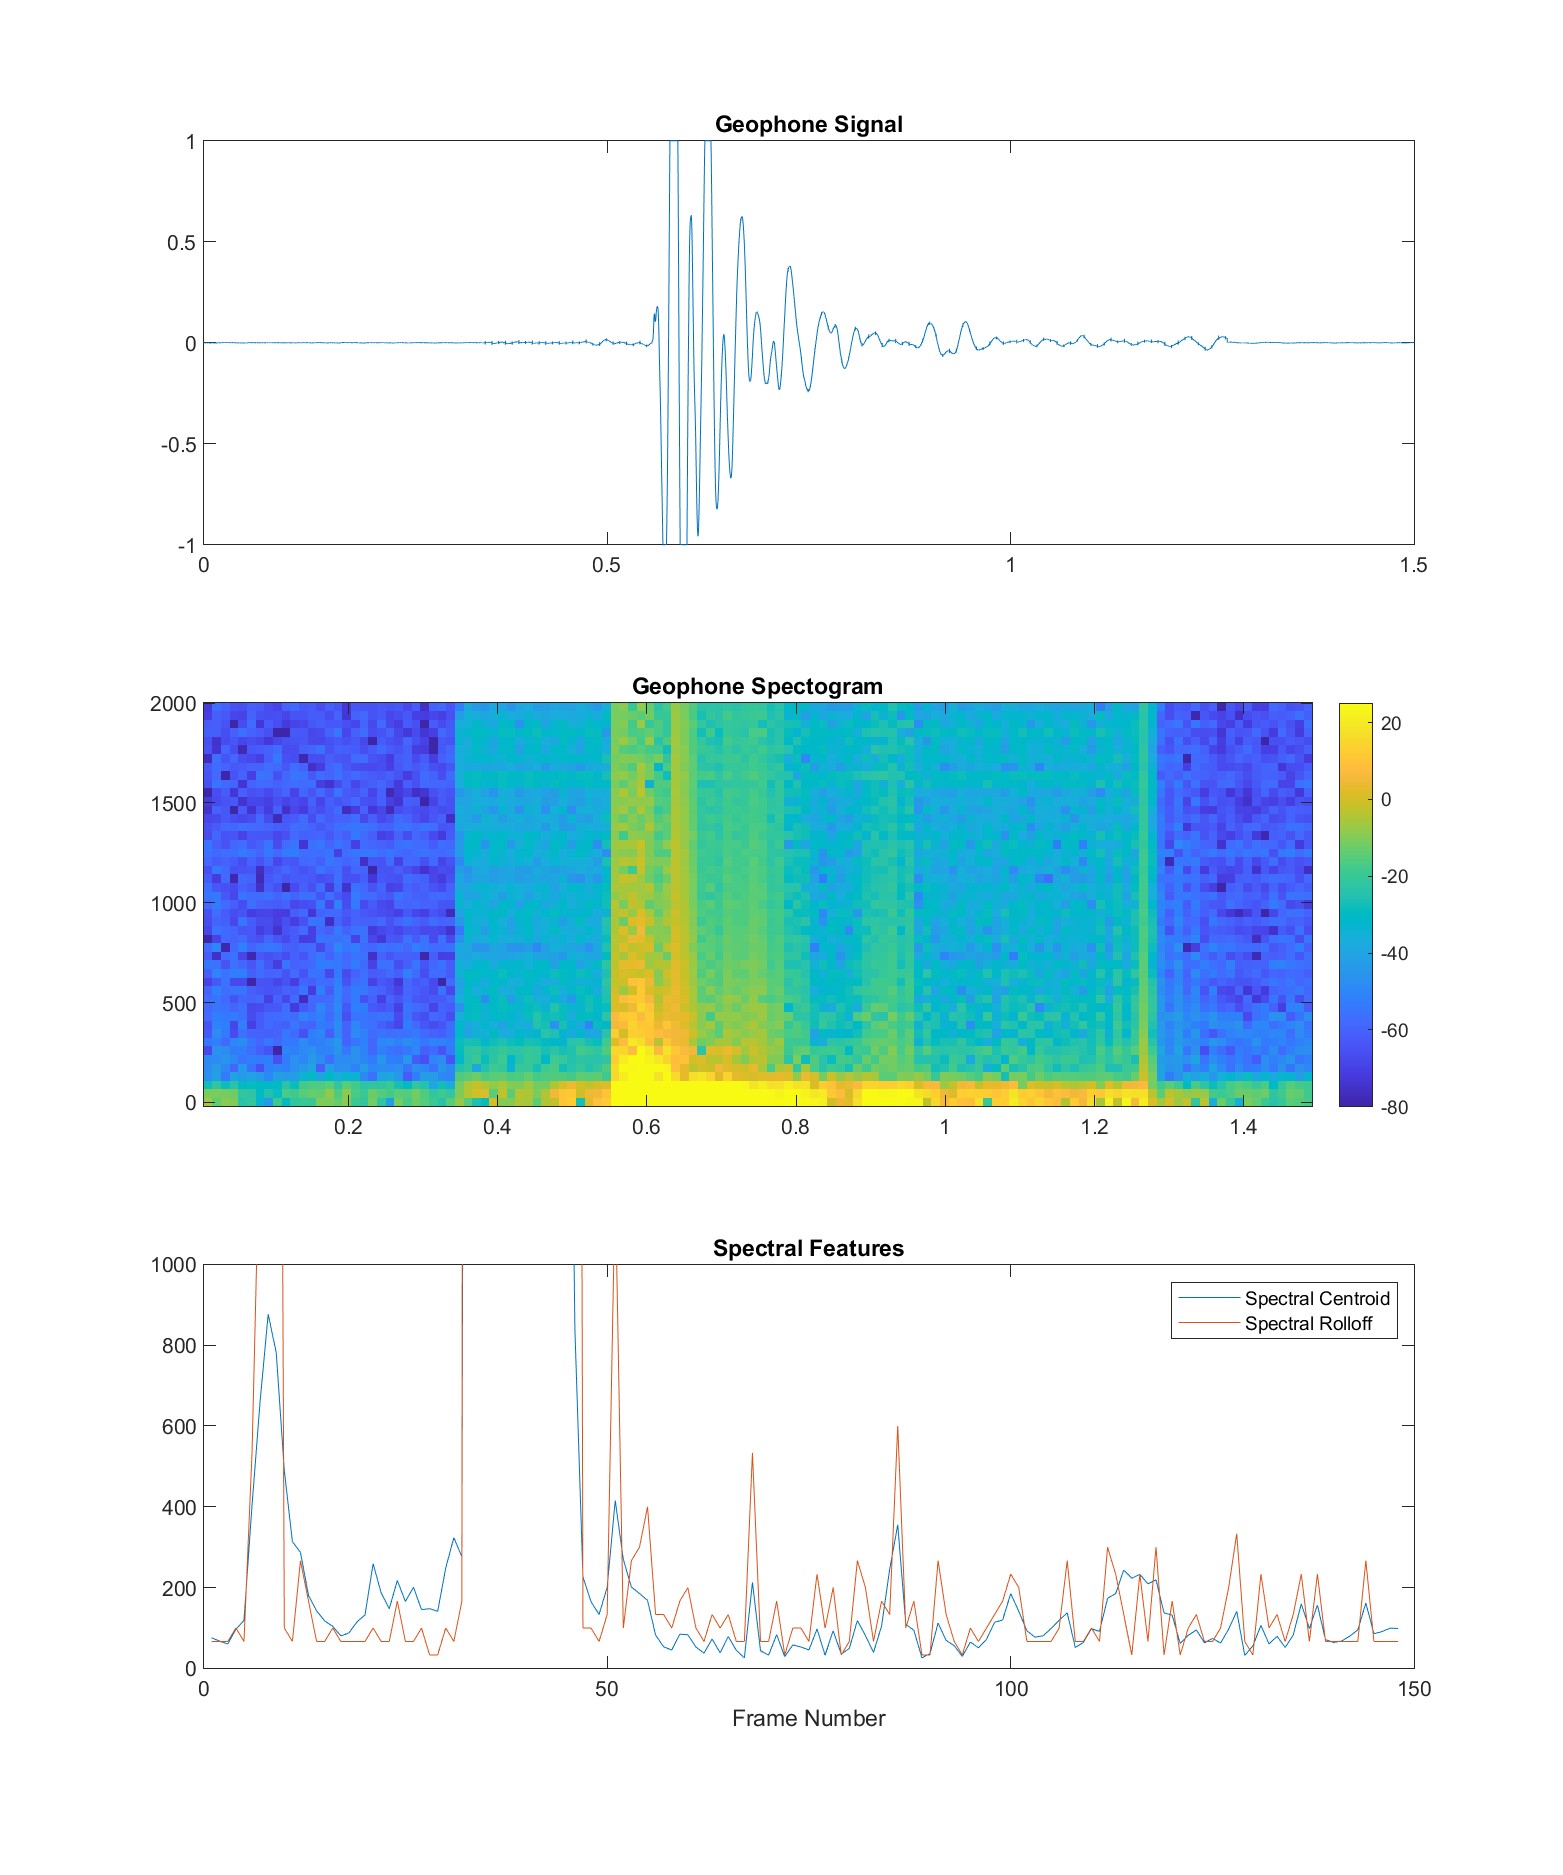 Geophone Signal
1
0.5
0
-0.5
-1
0 0.5 1 1.5
Geophone Spectogram
2000
1500
1000
500
0
0.2 0.4 0.6 0.8 1 1.2 1.4
20
0
-20
-40
-60
-80
Spectral Features
1000
800
600
400
200
0
Spectral Centroid
Spectral Rolloff
0 50 100 150
Frame Number